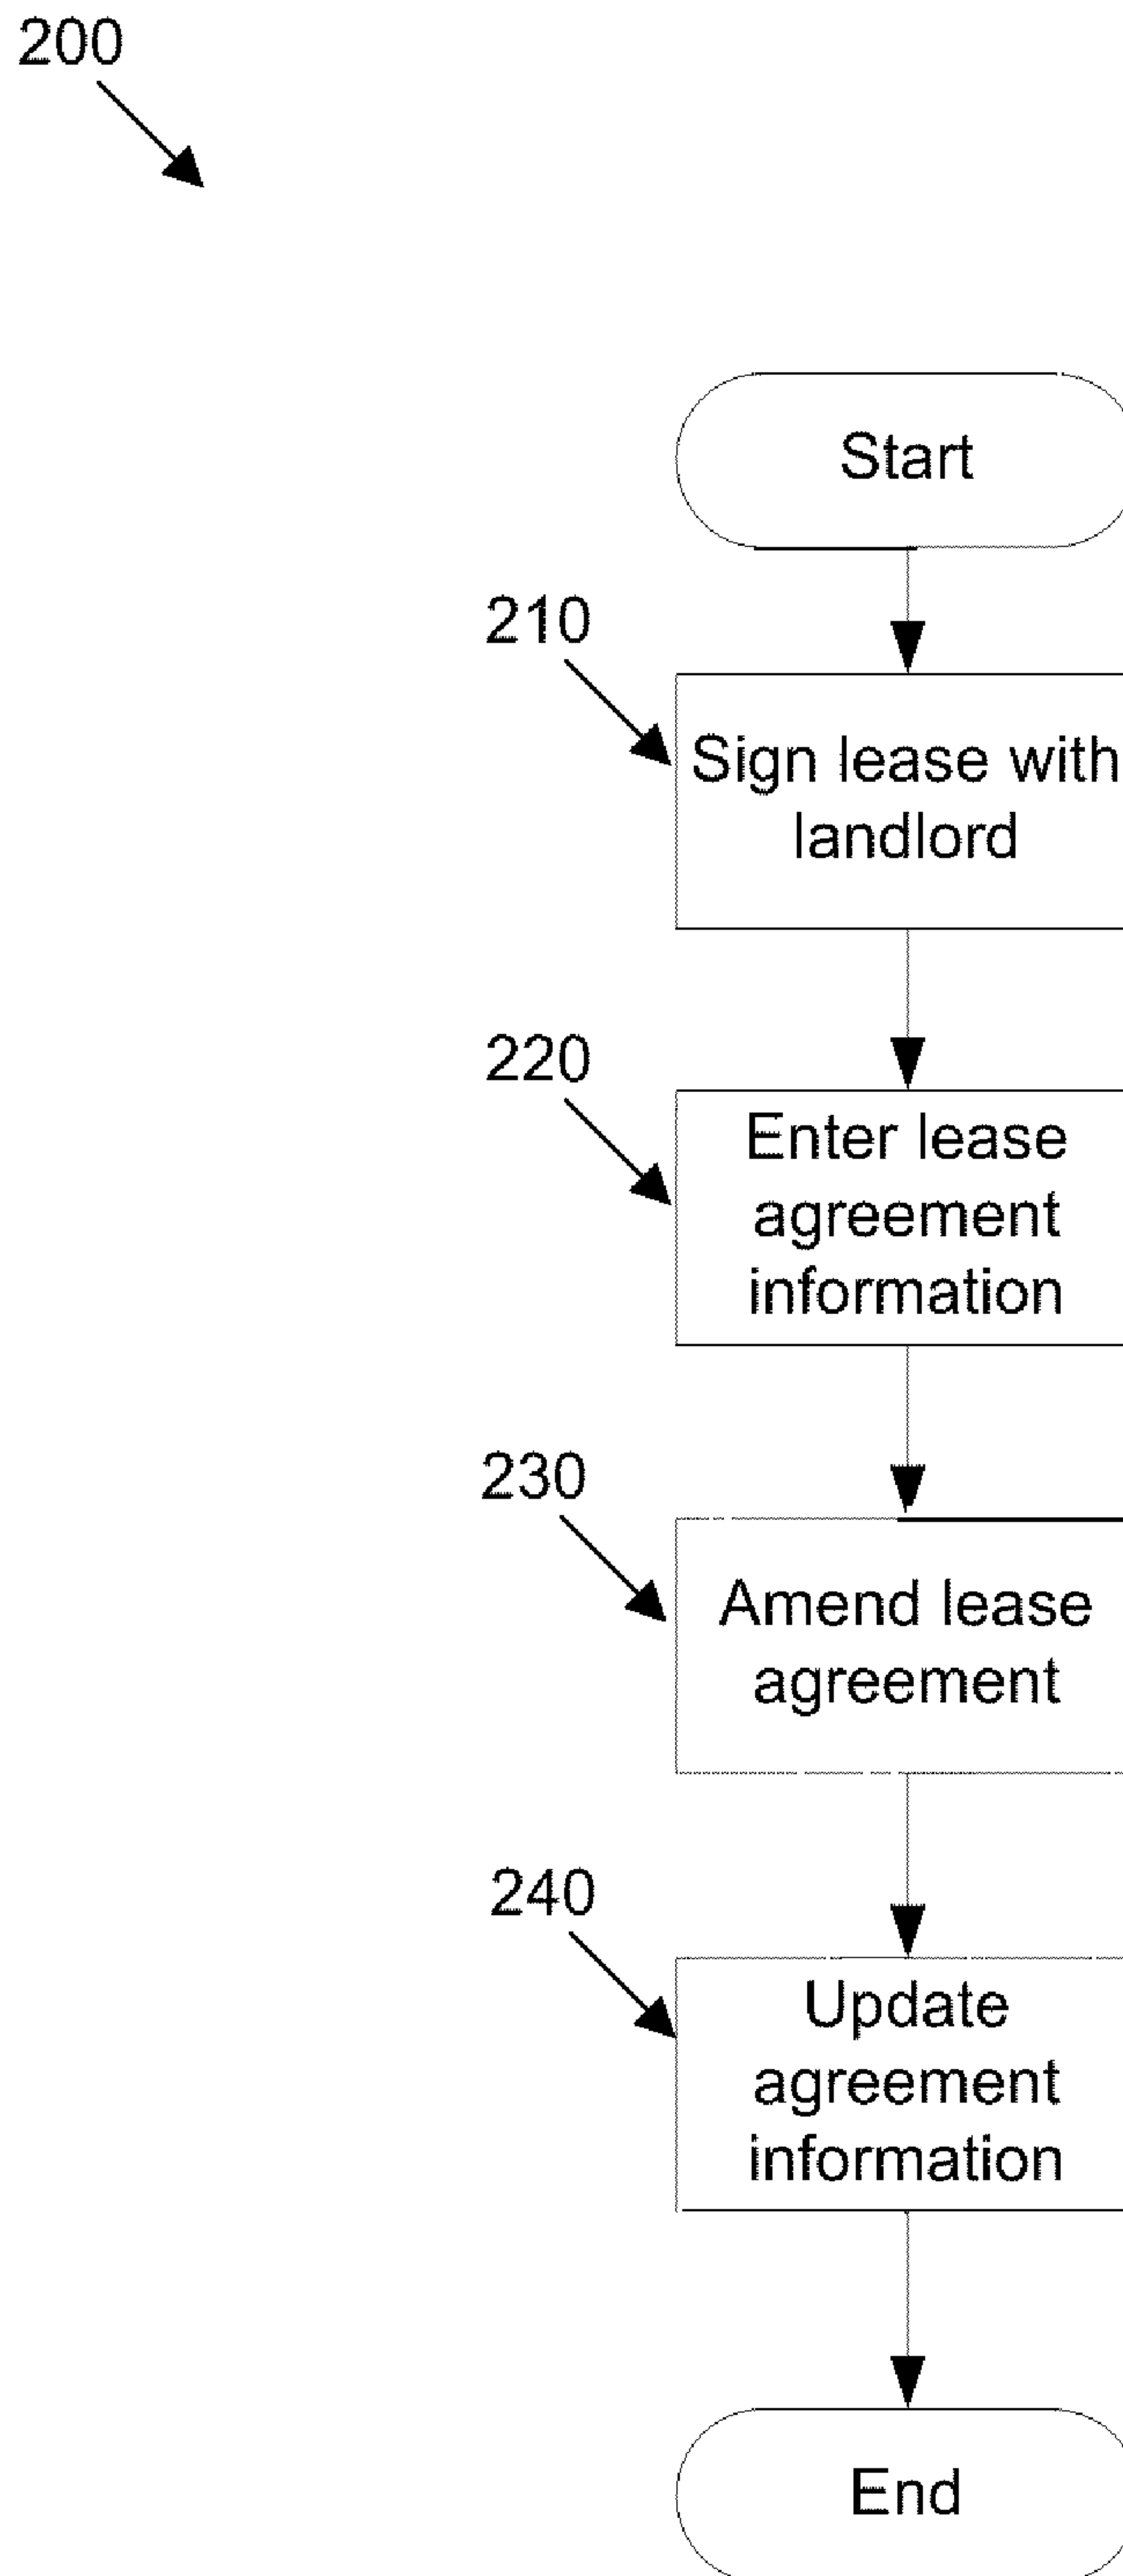 200
Start
210
Sign lease with
landlord
220
Enter lease
agreement
information
230
Amend lease
agreement
240
Update
agreement
information
End